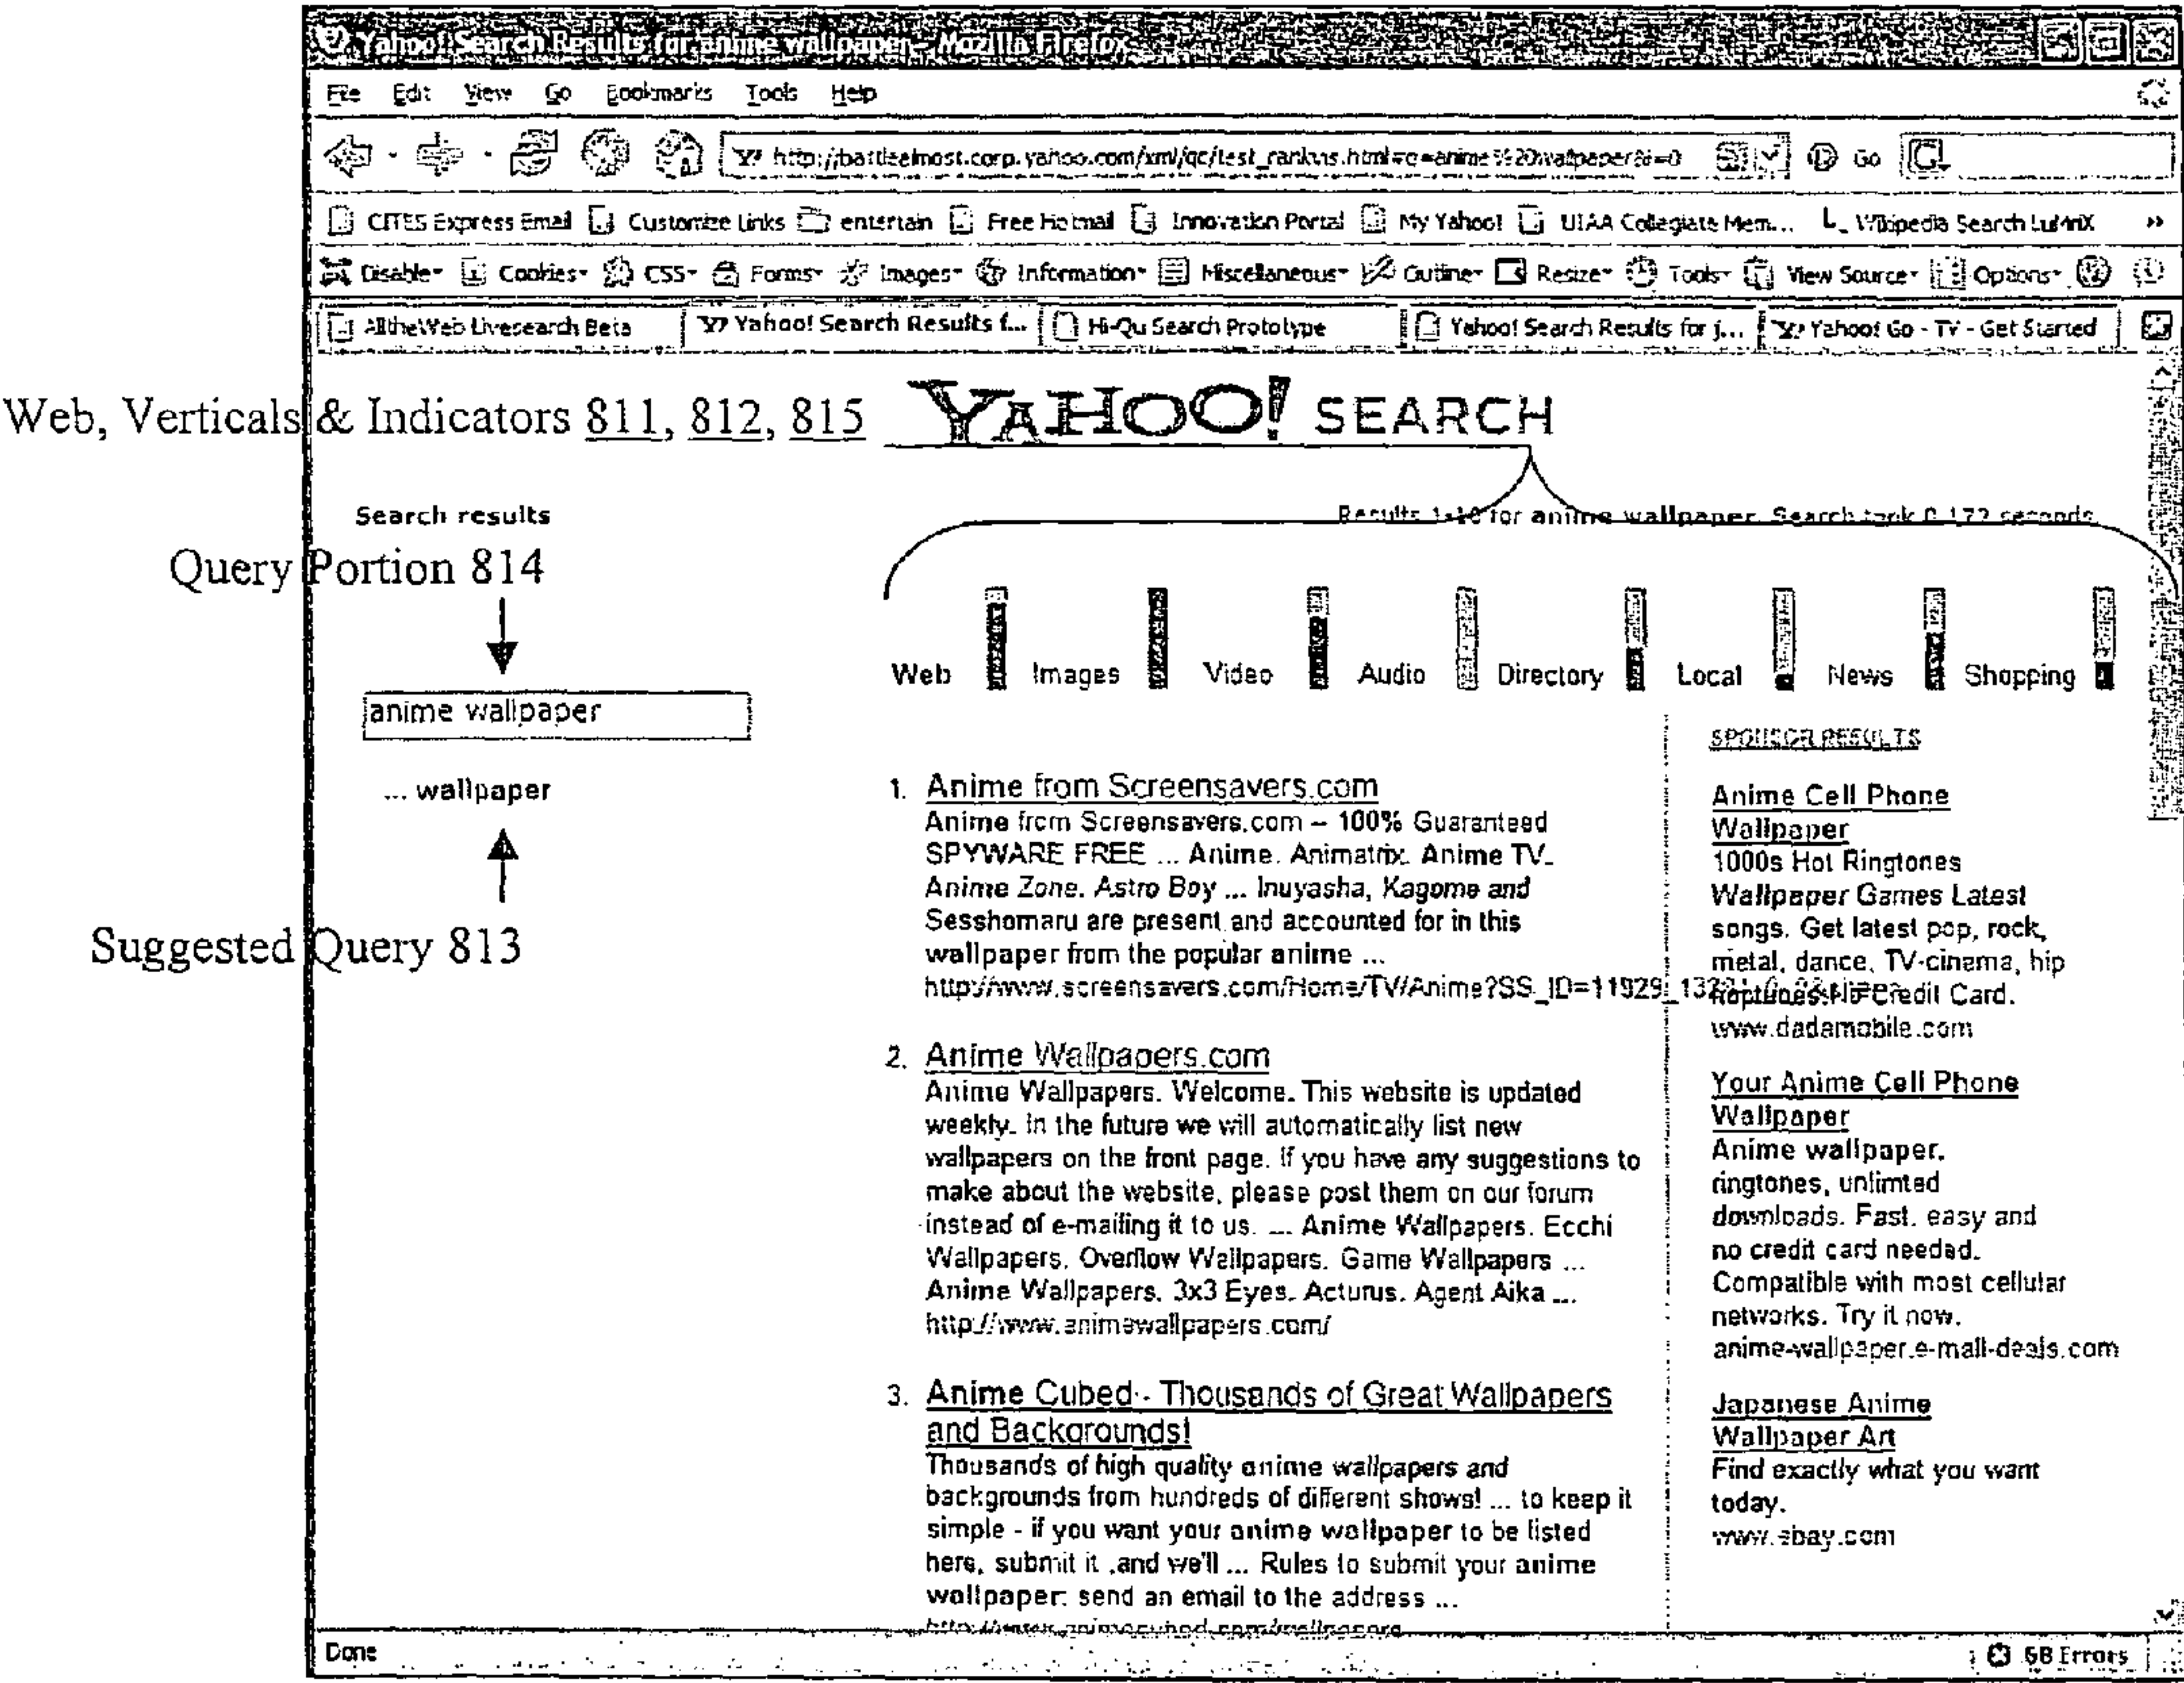 Yahoo! Search Results for anime wallpaper - Mozilla Firefox
File Edit View Go Bookmarks Tools Help
Go
CITES Express Email Customize Links entertain Free Hotmail Innovation Portal My Yahoo! UIAA Collegiate Mem... Wikipedia Search »
Disable Cookies CSS Forms Images Information Miscellaneous Outline Resize Tools View Source Options
AlltheWeb Livesearch Beta Yahoo! Search Results f... Hi-Qu Search Prototype Yahoo! Search Results for j... Yahoo! Go - TV - Get Started
Web, Verticals & Indicators 811, 812, 815
YAHOO! SEARCH
Search results
Results 1-10 for anime wallpaper. Search took 0.172 seconds
Query Portion 814
Web Images Video Audio Directory Local News Shopping
anime wallpaper
... wallpaper
Suggested Query 813
1. Anime from Screensavers.com
Anime from Screensavers.com – 100% Guaranteed
SPYWARE FREE ... Anime. Animatrix. Anime TV.
Anime Zone. Astro Boy ... Inuyasha, Kagome and
Sesshomaru are present and accounted for in this
wallpaper from the popular anime ...
http://www.screensavers.com/Home/TV/Anime?SS_ID=11929_
2. Anime Wallpapers.com
Anime Wallpapers. Welcome. This website is updated
weekly. In the future we will automatically list new
wallpapers on the front page. If you have any suggestions to
make about the website, please post them on our forum
instead of e-mailing it to us. ... Anime Wallpapers. Ecchi
Wallpapers. Overflow Wallpapers. Game Wallpapers ...
Anime Wallpapers. 3x3 Eyes. Acturus. Agent Aika ...
http://www.animewallpapers.com/
3. Anime Cubed - Thousands of Great Wallpapers
and Backgrounds!
Thousands of high quality anime wallpapers and
backgrounds from hundreds of different shows! ... to keep it
simple - if you want your anime wallpaper to be listed
here, submit it ,and we'll ... Rules to submit your anime
wallpaper: send an email to the address ...
SPONSOR RESULTS
Anime Cell Phone
Wallpaper
1000s Hot Ringtones
Wallpaper Games Latest
songs. Get latest pop, rock,
metal, dance, TV-cinema, hip
hoptunes. No Credit Card.
www.dadamobile.com
Your Anime Cell Phone
Wallpaper
Anime wallpaper,
ringtones, unlimted
downloads. Fast, easy and
no credit card needed.
Compatible with most cellular
networks. Try it now.
anime-wallpaper.e-mall-deals.com
Japanese Anime
Wallpaper Art
Find exactly what you want
today.
www.ebay.com
Done
Errors